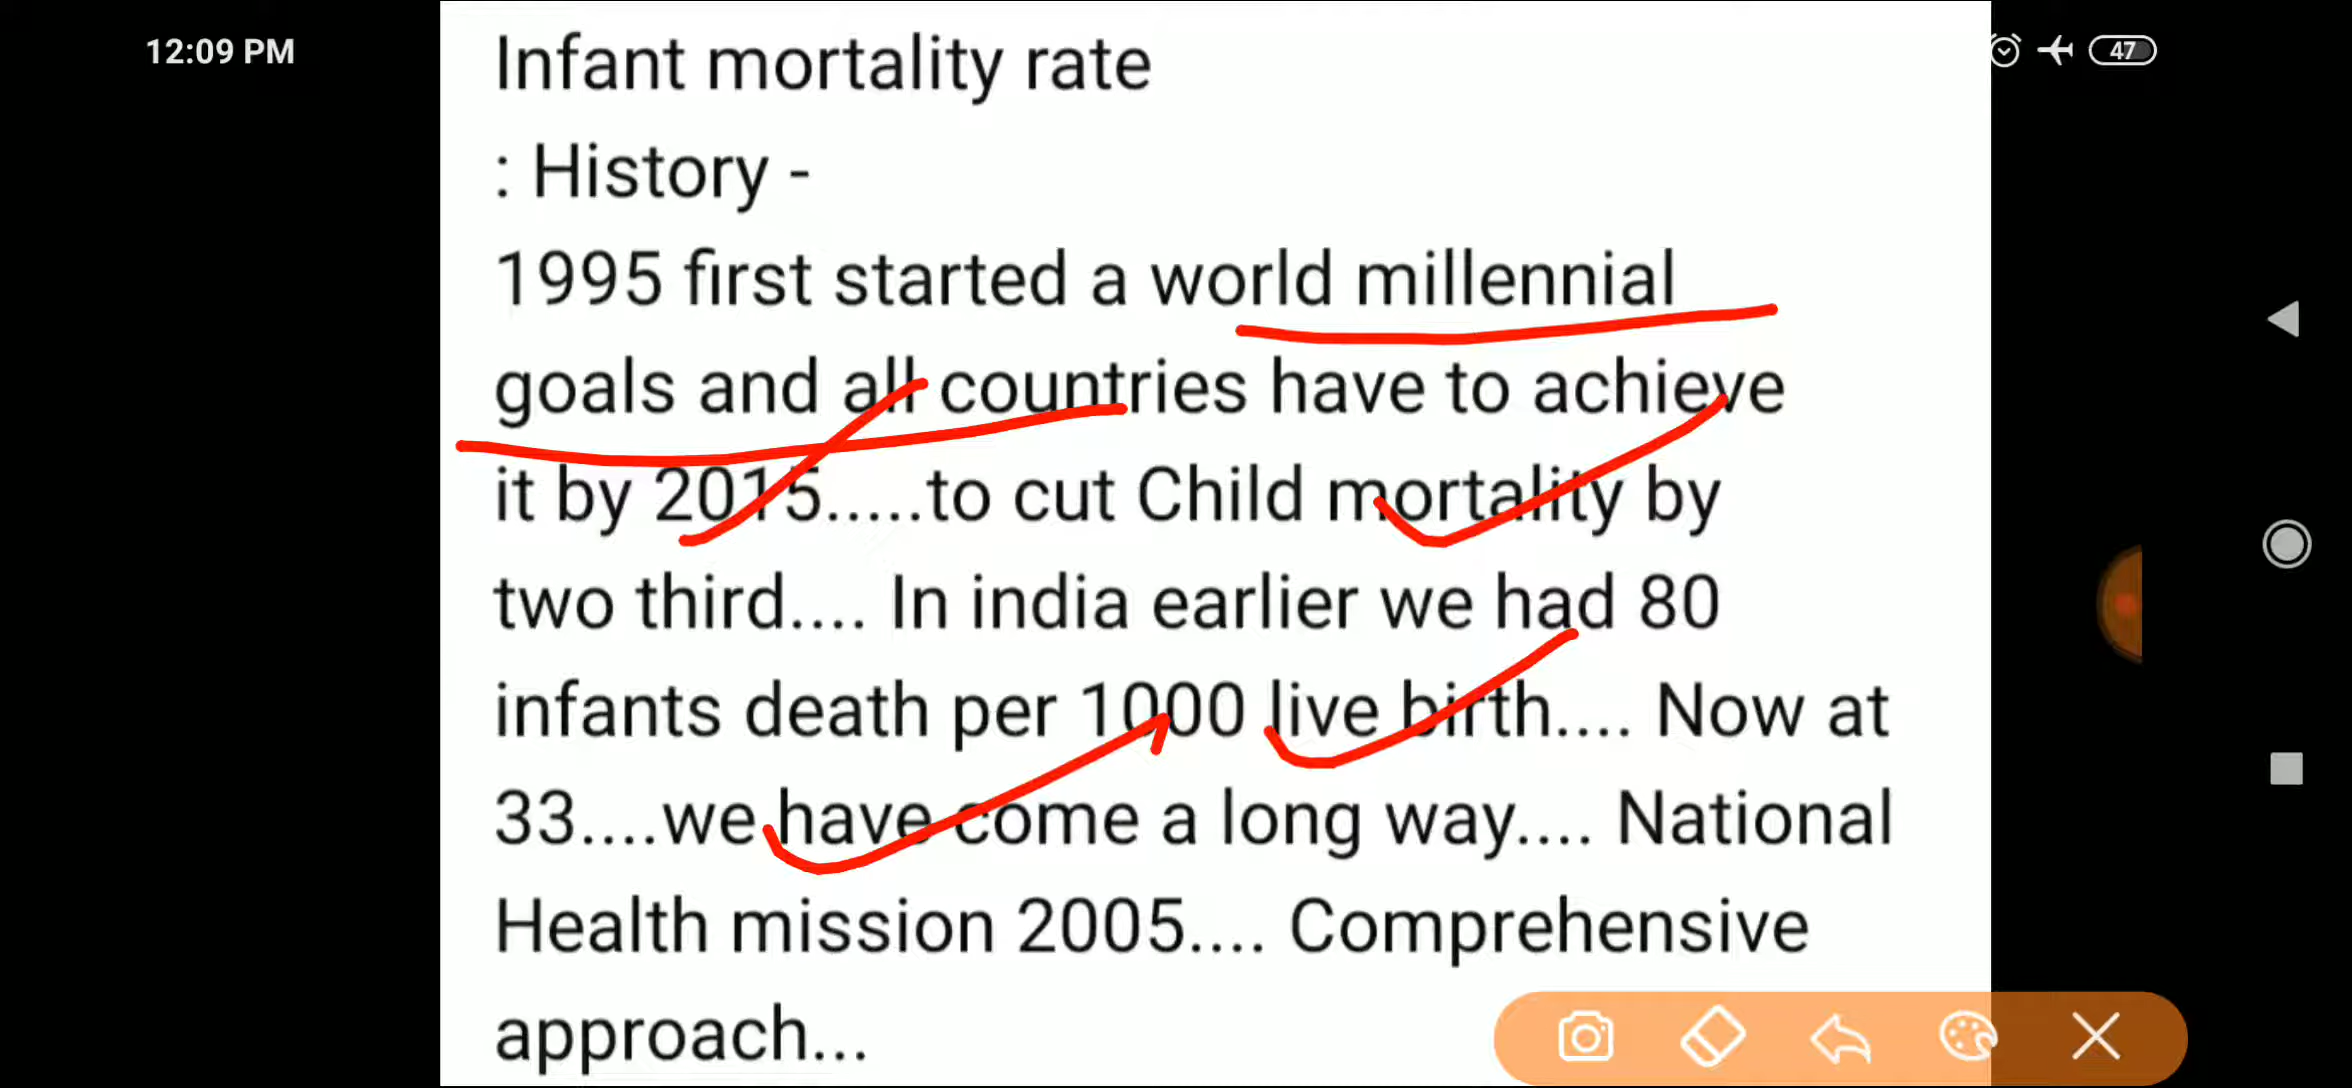 12:09 PM
47
Infant mortality rate
: History -
1995 first started a world millennial
goals and all countries have to achieve
it by 2015.....to cut Child mortality by
two third.... In india earlier we had 80
infants death per 1000 live birth.... Now at
33....we have come a long way.... National
Health mission 2005.... Comprehensive
approach...